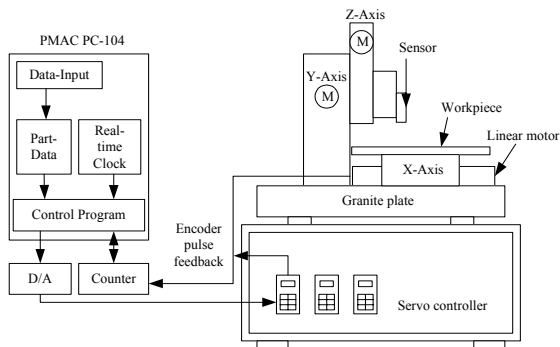 PMAC PC-104
Data-Input
Part-
Data
Real-
time
Clock
Control Program
D/A
Counter
Encoder
pulse
feedback
Z-Axis
M
Sensor
Y-Axis
M
Workpiece
Linear motor
X-Axis
Granite plate
Servo controller